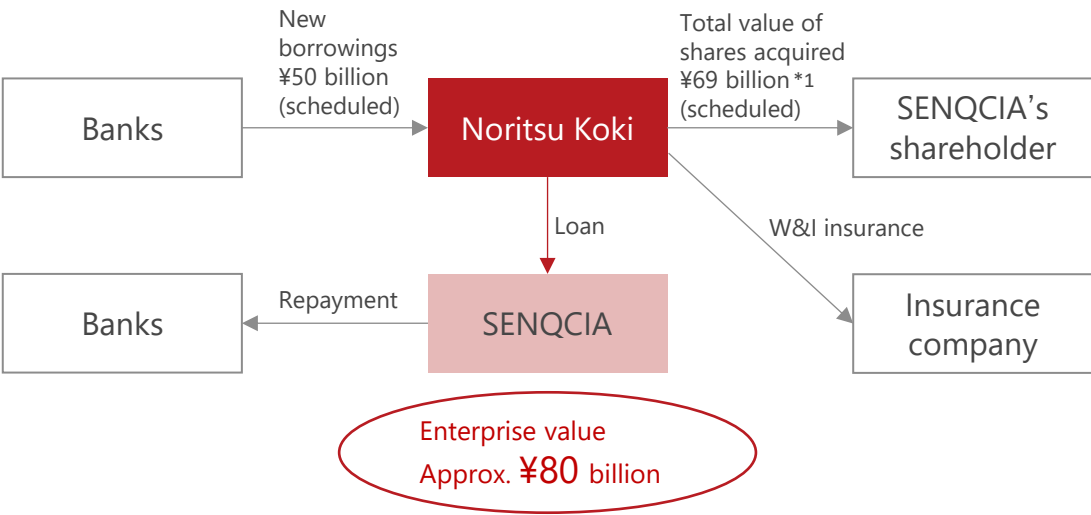 New
borrowings
¥50 billion
(scheduled)
Total value of
shares acquired
¥69 billion *1
(scheduled)
Banks
Noritsu Koki
SENQCIA’s
shareholder
Loan
W&I insurance
Banks
Repayment
SENQCIA
Insurance
company
Enterprise value
Approx. ¥80 billion